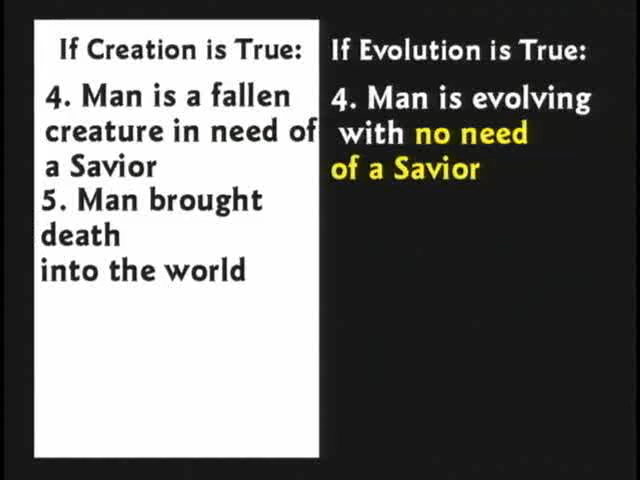 If Creation is True:
4. Man is a fallen
creature in need of
a Savior
5. Man brought
death
into the world
If Evolution is True:
4. Man is evolving
with no need
of a Savior